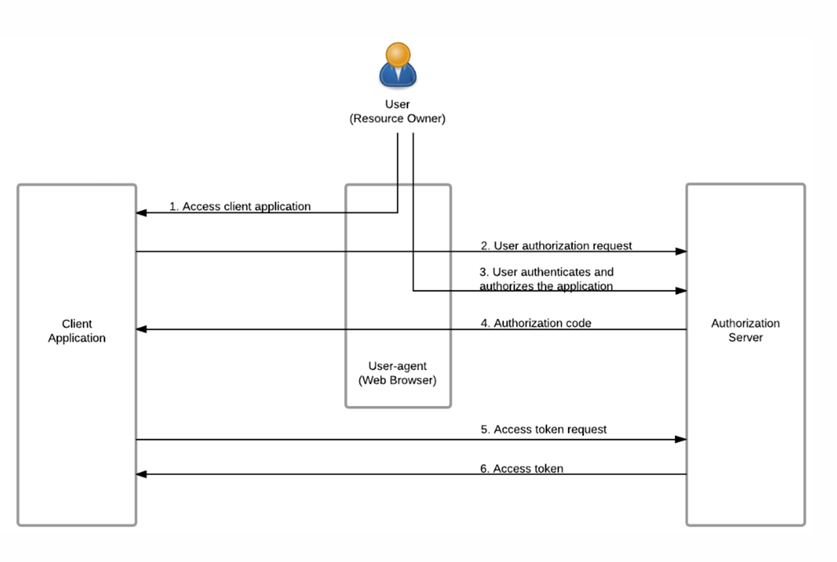 User
(Resource Owner)
1. Access client application
2. User authorization request
3. User authenticates and
authorizes the application
4. Authorization code
Client
Application
Authorization
Server
User-agent
(Web Browser)
5. Access token request
6. Access token